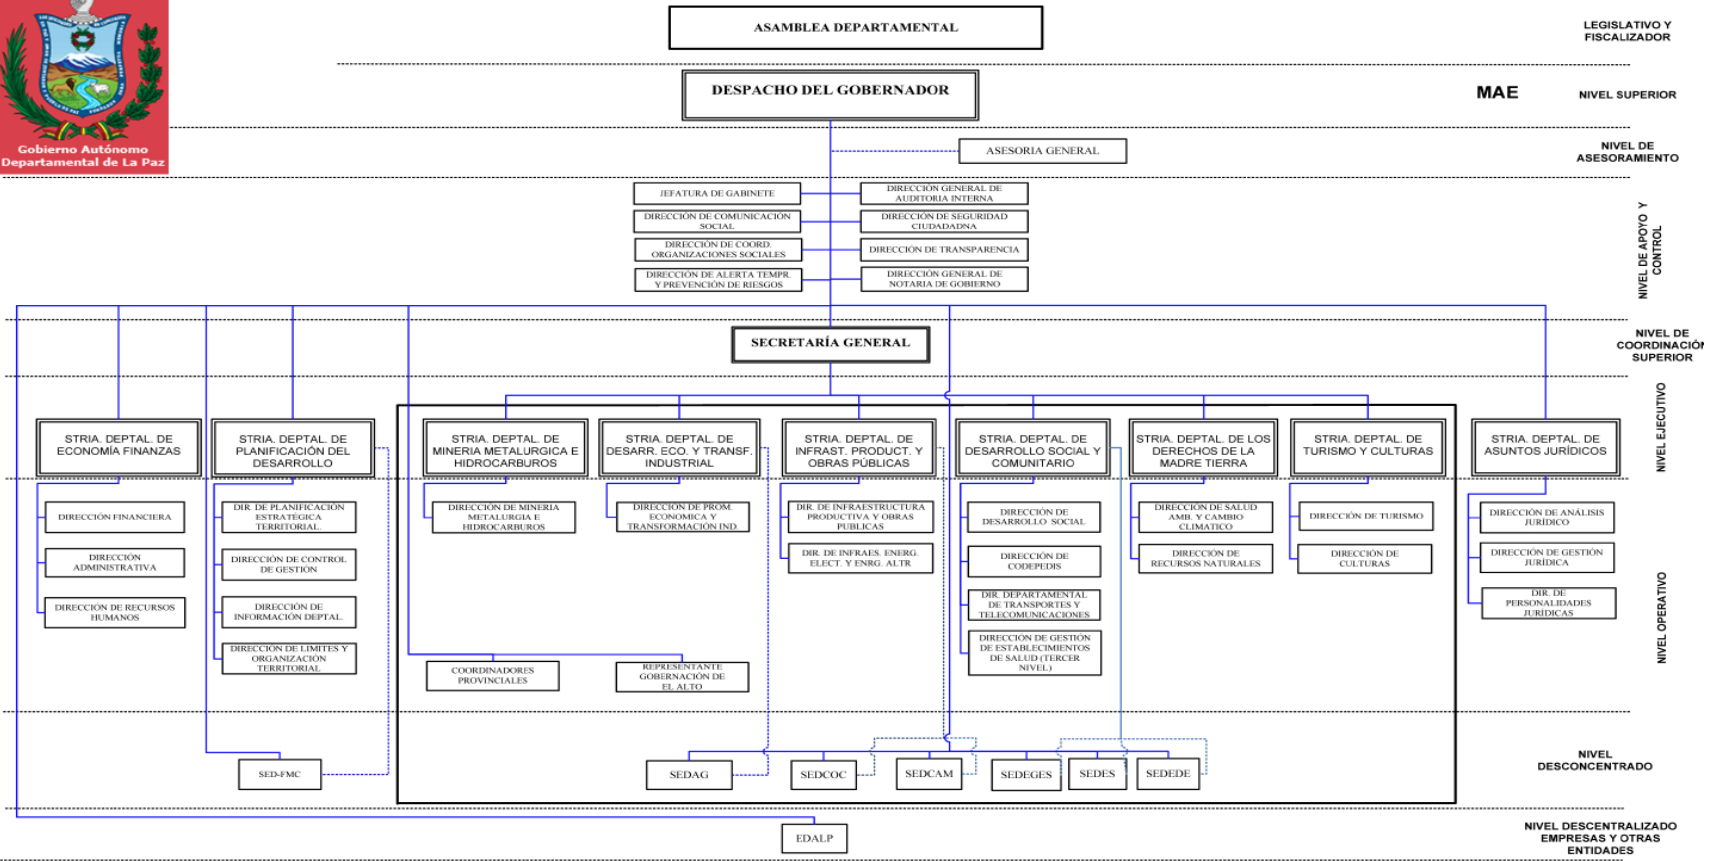 ASAMBLEA DEPARTAMENTAL
LEGISLATIVO Y
FISCALIZADOR
DESPACHO DEL GOBERNADOR
MAE
NIVEL SUPERIOR
Gobierno Autónomo
Departamental de La Paz
ASESORIA GENERAL
NIVEL DE
ASESORAMIENTO
JEFATURA DE GABINETE
DIRECCIÓN GENERAL DE
AUDITORIA INTERNA
DIRECCIÓN DE COMUNICACIÓN
SOCIAL
DIRECCIÓN DE SEGURIDAD
CIUDADADNA
DIRECCIÓN DE COORD.
ORGANIZACIONES SOCIALES
DIRECCIÓN DE TRANSPARENCIA
DIRECCIÓN DE ALERTA TEMPR.
Y PREVENCIÓN DE RIESGOS
DIRECCIÓN GENERAL DE
NOTARIA DE GOBIERNO
NIVEL DE APOYO Y
CONTROL
SECRETARÍA GENERAL
NIVEL DE
COORDINACIÓN
SUPERIOR
STRIA. DEPTAL. DE
ECONOMÍA FINANZAS
STRIA. DEPTAL. DE
PLANIFICACIÓN DEL
DESARROLLO
STRIA. DEPTAL. DE
MINERIA METALURGICA E
HIDROCARBUROS
STRIA. DEPTAL. DE
DESARR. ECO. Y TRANSF.
INDUSTRIAL
STRIA. DEPTAL. DE
INFRAST. PRODUCT. Y
OBRAS PÚBLICAS
STRIA. DEPTAL. DE
DESARROLLO SOCIAL Y
COMUNITARIO
STRIA. DEPTAL. DE LOS
DERECHOS DE LA
MADRE TIERRA
STRIA. DEPTAL. DE
TURISMO Y CULTURAS
STRIA. DEPTAL. DE
ASUNTOS JURÍDICOS
NIVEL EJECUTIVO
DIRECCIÓN FINANCIERA
DIRECCIÓN
ADMINISTRATIVA
DIRECCIÓN DE RECURSOS
HUMANOS
DIR. DE PLANIFICACIÓN
ESTRATÉGICA
TERRITORIAL.
DIRECCIÓN DE CONTROL
DE GESTIÓN
DIRECCIÓN DE
INFORMACIÓN DEPTAL.
DIRECCIÓN DE LIMITES Y
ORGANIZACIÓN
TERRITORIAL
DIRECCIÓN DE MINERIA
METALURGIA E
HIDROCARBUROS
DIRECCION DE PROM.
ECONOMICA Y
TRANSFORMACIÓN IND.
DIR. DE INFRAESTRUCTURA
PRODUCTIVA Y OBRAS
PUBLICAS
DIR. DE INFRAES. ENERG.
ELECT. Y ENRG. ALTR
DIRECCIÓN DE
DESARROLLO SOCIAL
DIRECCIÓN DE
CODEPEDIS
DIR. DEPARTAMENTAL
DE TRANSPORTES Y
TELECOMUNICACIONES
DIRECCIÓN DE GESTIÓN
DE ESTABLECIMIENTOS
DE SALUD (TERCER
NIVEL)
DIRECCIÓN DE SALUD
AMB. Y CAMBIO
CLIMATICO
DIRECCIÓN DE
RECURSOS NATURALES
DIRECCIÓN DE TURISMO
DIRECCIÓN DE
CULTURAS
DIRECCIÓN DE ANÁLISIS
JURÍDICO
DIRECCIÓN DE GESTIÓN
JURÍDICA
DIR. DE
PERSONALIDADES
JURÍDICAS
NIVEL OPERATIVO
COORDINADORES
PROVINCIALES
REPRESENTANTE
GOBERNACIÓN DE
EL ALTO
SED-FMC
SEDAG
SEDCOC
SEDCAM
SEDEGES
SEDES
SEDEDE
NIVEL
DESCONCENTRADO
EDALP
NIVEL DESCENTRALIZADO
EMPRESAS Y OTRAS
ENTIDADES